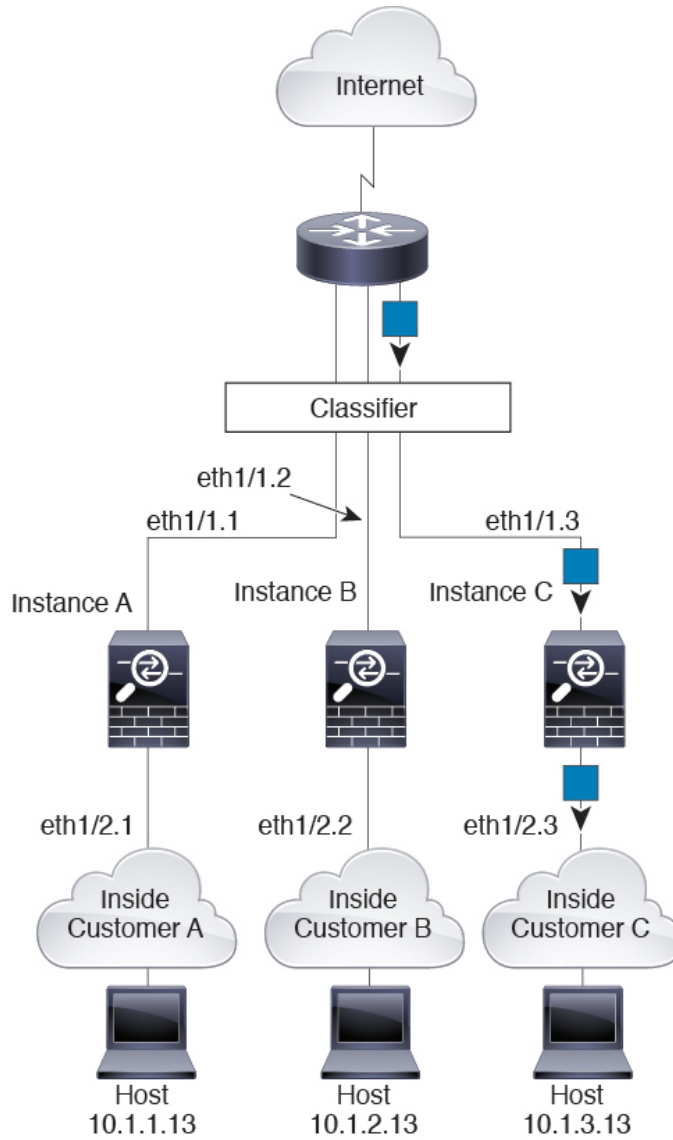 Internet
Classifier
eth1/1.2
eth1/1.1
eth1/1.3
Instance A
Instance B
Instance C
eth1/2.1
eth1/2.2
eth1/2.3
Inside
Customer A
Inside
Customer B
Inside
Customer C
Host
10.1.1.13
Host
10.1.2.13
Host
10.1.3.13